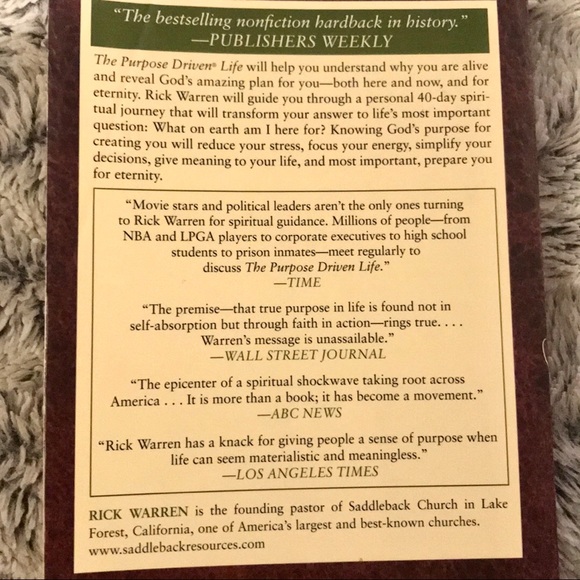 “The bestselling nonfiction hardback in history.”
—PUBLISHERS WEEKLY
The Purpose Driven® Life will help you understand why you are alive
and reveal God’s amazing plan for you—both here and now, and for
eternity. Rick Warren will guide you through a personal 40-day spiri-
tual journey that will transform your answer to life’s most important
question: What on earth am I here for? Knowing God’s purpose for
creating you will reduce your stress, focus your energy, simplify your
decisions, give meaning to your life, and most important, prepare you
for eternity.
“Movie stars and political leaders aren’t the only ones turning
to Rick Warren for spiritual guidance. Millions of people—from
NBA and LPGA players to corporate executives to high school
students to prison inmates—meet regularly to
discuss The Purpose Driven Life.”
—TIME
“The premise—that true purpose in life is found not in
self-absorption but through faith in action—rings true. . . .
Warren’s message is unassailable.”
—WALL STREET JOURNAL
“The epicenter of a spiritual shockwave taking root across
America . . . It is more than a book; it has become a movement.”
—ABC NEWS
“Rick Warren has a knack for giving people a sense of purpose when
life can seem materialistic and meaningless.”
—LOS ANGELES TIMES
RICK WARREN is the founding pastor of Saddleback Church in Lake
Forest, California, one of America’s largest and best-known churches.
www.saddlebackresources.com